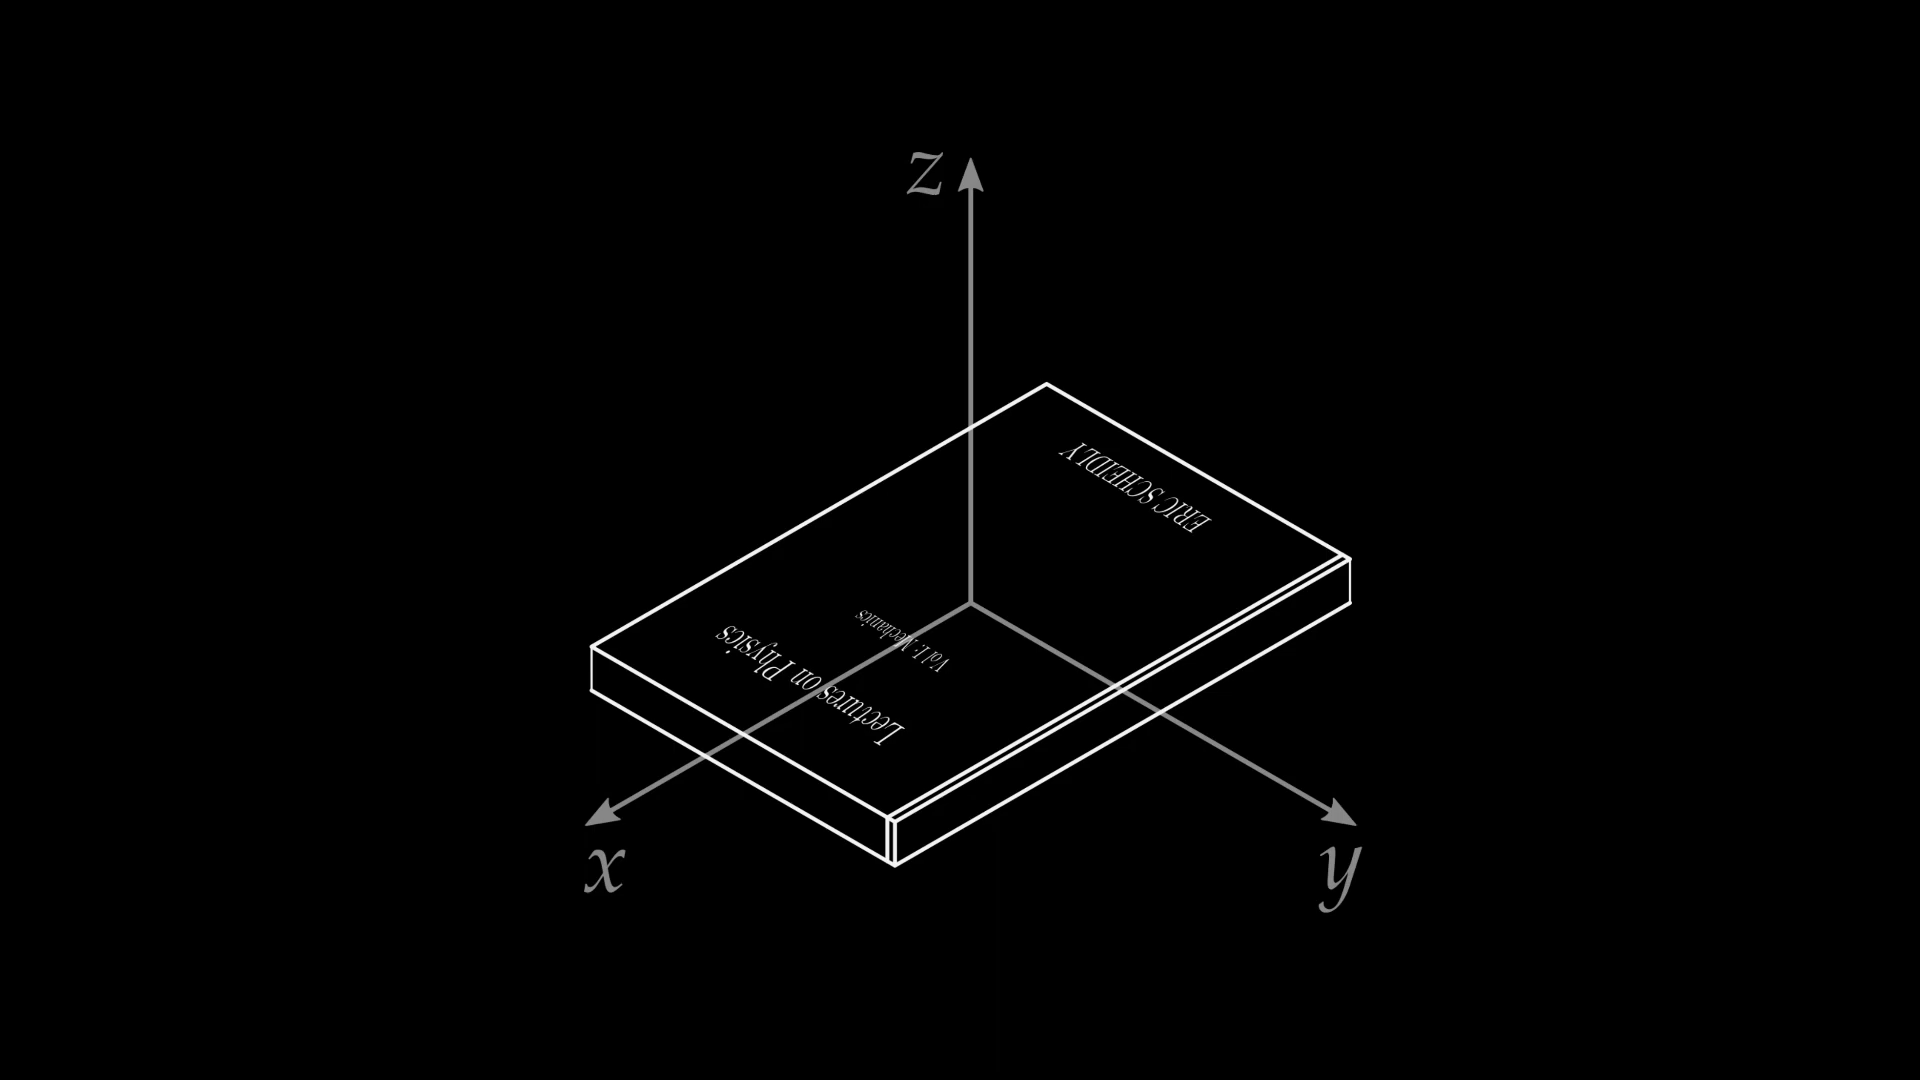 z
Lectures on Physics
Vol I: Mechanics
ERIC SCHEIDLY
x
y